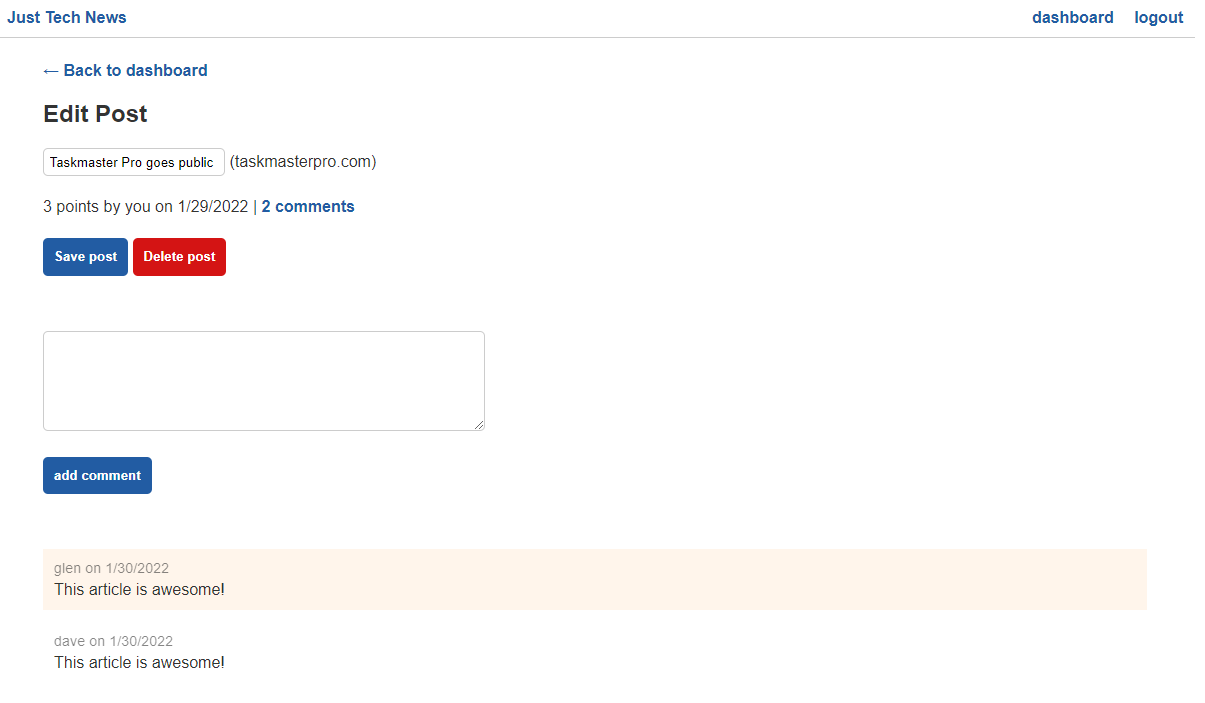 Just Tech News dashboard logout
← Back to dashboard
Edit Post
Taskmaster Pro goes public (taskmasterpro.com)
3 points by you on 1/29/2022 | 2 comments
Save post Delete post
add comment
glen on 1/30/2022
This article is awesome!
dave on 1/30/2022
This article is awesome!